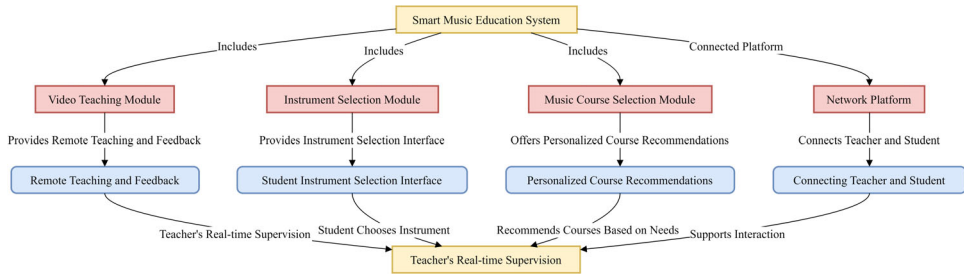 Smart Music Education System
Includes
Includes
Includes
Connected Platform
Video Teaching Module
Instrument Selection Module
Music Course Selection Module
Network Platform
Provides Remote Teaching and Feedback
Provides Instrument Selection Interface
Offers Personalized Course Recommendations
Connects Teacher and Student
Remote Teaching and Feedback
Student Instrument Selection Interface
Personalized Course Recommendations
Connecting Teacher and Student
Teacher's Real-time Supervision
Student Chooses Instrument
Recommends Courses Based on Needs
Supports Interaction
Teacher's Real-time Supervision